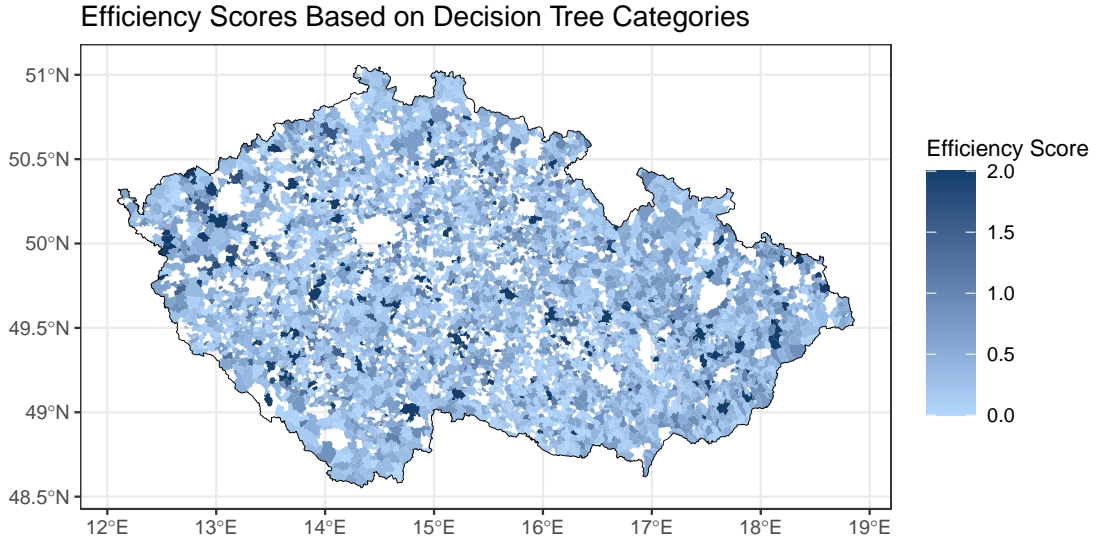 Efficiency Scores Based on Decision Tree Categories
51°N
50.5°N
50°N
49.5°N
49°N
48.5°N
12°E 13°E 14°E 15°E 16°E 17°E 18°E 19°E
Efficiency Score
2.0
1.5
1.0
0.5
0.0